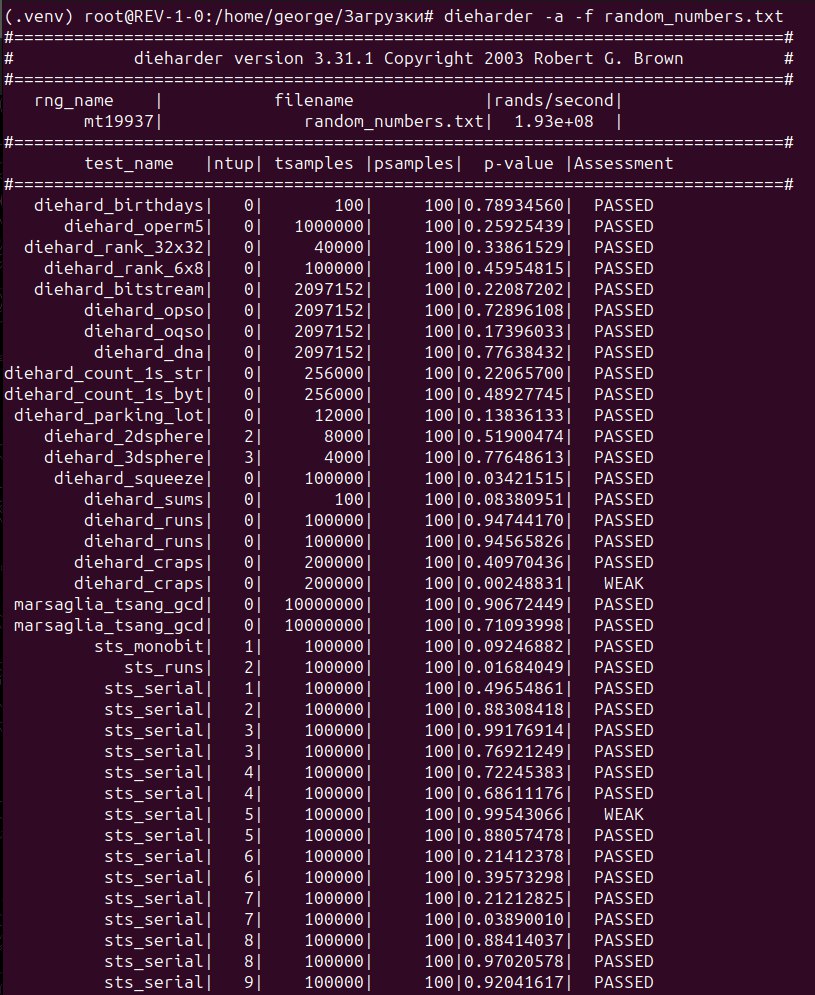 (.venv) root@REV-1-0:/home/george/Загрузки# dieharder -a -f random_numbers.txt
#=============================================================================#
#            dieharder version 3.31.1 Copyright 2003 Robert G. Brown          #
#=============================================================================#
   rng_name    |           filename             |rands/second|
        mt19937|              random_numbers.txt|  1.93e+08  |
#=============================================================================#
        test_name   |ntup| tsamples |psamples|  p-value |Assessment
#=============================================================================#
   diehard_birthdays|   0|       100|     100|0.78934560|  PASSED
      diehard_operm5|   0|   1000000|     100|0.25925439|  PASSED
  diehard_rank_32x32|   0|     40000|     100|0.33861529|  PASSED
    diehard_rank_6x8|   0|    100000|     100|0.45954815|  PASSED
   diehard_bitstream|   0|   2097152|     100|0.22087202|  PASSED
        diehard_opso|   0|   2097152|     100|0.72896108|  PASSED
        diehard_oqso|   0|   2097152|     100|0.17396033|  PASSED
         diehard_dna|   0|   2097152|     100|0.77638432|  PASSED
diehard_count_1s_str|   0|    256000|     100|0.22065700|  PASSED
diehard_count_1s_byt|   0|    256000|     100|0.48927745|  PASSED
 diehard_parking_lot|   0|     12000|     100|0.13836133|  PASSED
    diehard_2dsphere|   2|      8000|     100|0.51900474|  PASSED
    diehard_3dsphere|   3|      4000|     100|0.77648613|  PASSED
     diehard_squeeze|   0|    100000|     100|0.03421515|  PASSED
        diehard_sums|   0|       100|     100|0.08380951|  PASSED
        diehard_runs|   0|    100000|     100|0.94744170|  PASSED
        diehard_runs|   0|    100000|     100|0.94565826|  PASSED
       diehard_craps|   0|    200000|     100|0.40970436|  PASSED
       diehard_craps|   0|    200000|     100|0.00248831|   WEAK
 marsaglia_tsang_gcd|   0|  10000000|     100|0.90672449|  PASSED
 marsaglia_tsang_gcd|   0|  10000000|     100|0.71093998|  PASSED
         sts_monobit|   1|    100000|     100|0.09246882|  PASSED
            sts_runs|   2|    100000|     100|0.01684049|  PASSED
          sts_serial|   1|    100000|     100|0.49654861|  PASSED
          sts_serial|   2|    100000|     100|0.88308418|  PASSED
          sts_serial|   3|    100000|     100|0.99176914|  PASSED
          sts_serial|   3|    100000|     100|0.76921249|  PASSED
          sts_serial|   4|    100000|     100|0.72245383|  PASSED
          sts_serial|   4|    100000|     100|0.68611176|  PASSED
          sts_serial|   5|    100000|     100|0.99543066|   WEAK
          sts_serial|   5|    100000|     100|0.88057478|  PASSED
          sts_serial|   6|    100000|     100|0.21412378|  PASSED
          sts_serial|   6|    100000|     100|0.39573298|  PASSED
          sts_serial|   7|    100000|     100|0.21212825|  PASSED
          sts_serial|   7|    100000|     100|0.03890010|  PASSED
          sts_serial|   8|    100000|     100|0.88414037|  PASSED
          sts_serial|   8|    100000|     100|0.97020578|  PASSED
          sts_serial|   9|    100000|     100|0.92041617|  PASSED